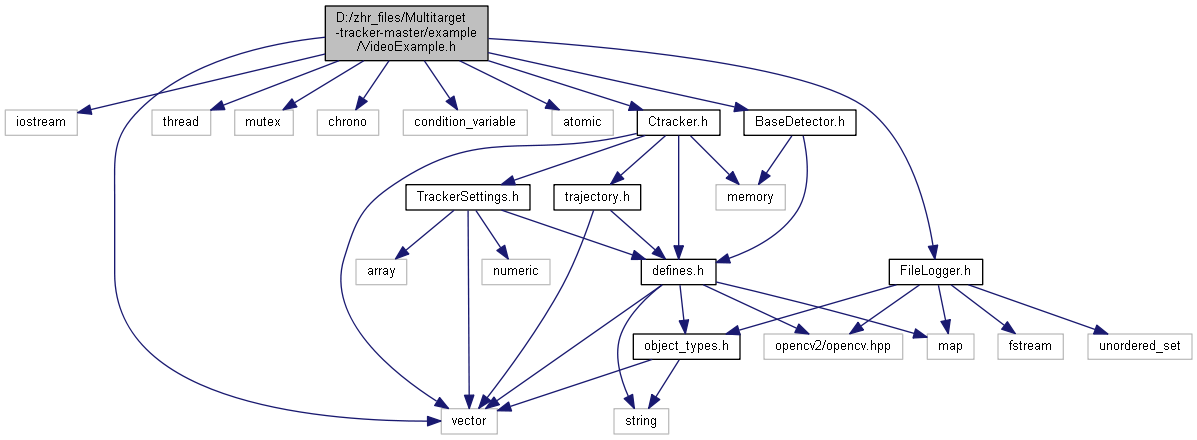 D:/zhr_files/Multitarget
-tracker-master/example
/VideoExample.h
iostream
thread
mutex
chrono
condition_variable
atomic
Ctracker.h
BaseDetector.h
TrackerSettings.h
trajectory.h
memory
array
numeric
defines.h
FileLogger.h
object_types.h
opencv2/opencv.hpp
map
fstream
unordered_set
vector
string